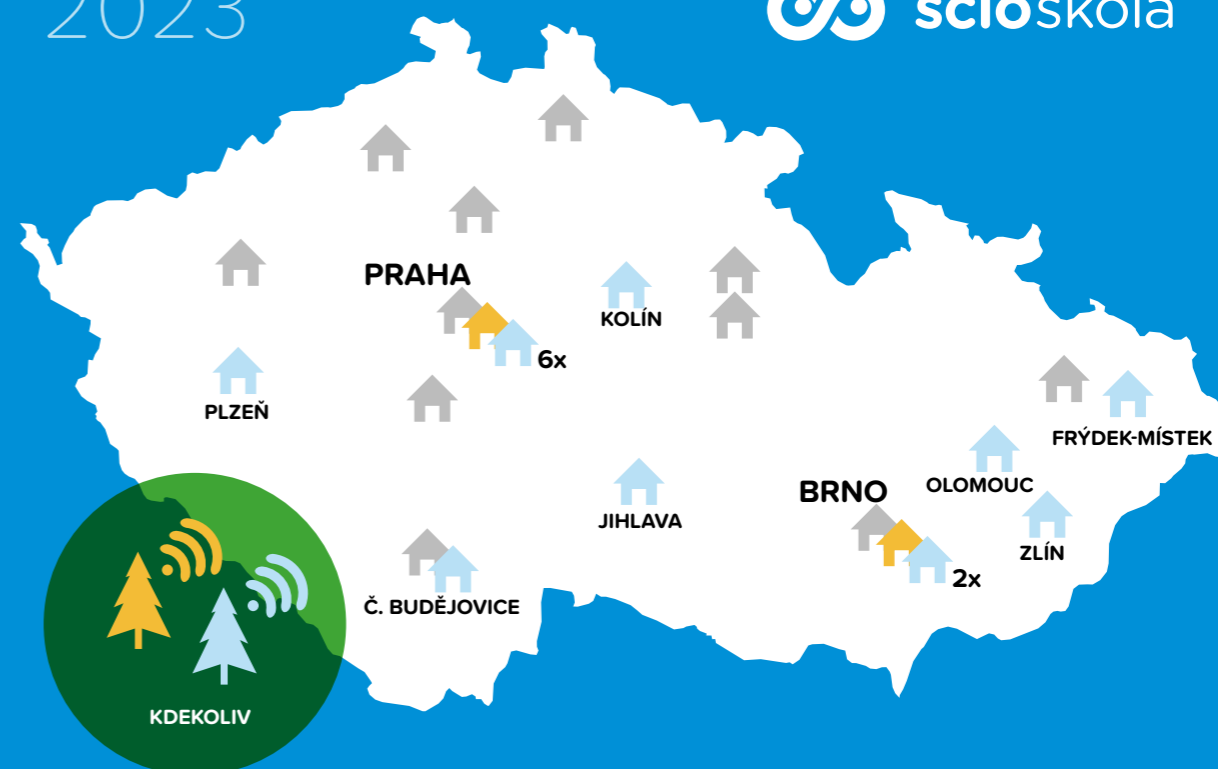 2023
scioškola
PRAHA
6x
KOLÍN
PLZEŇ
FRÝDEK-MÍSTEK
OLOMOUC
BRNO
JIHLAVA
ZLÍN
2x
Č. BUDĚJOVICE
KDEKOLIV